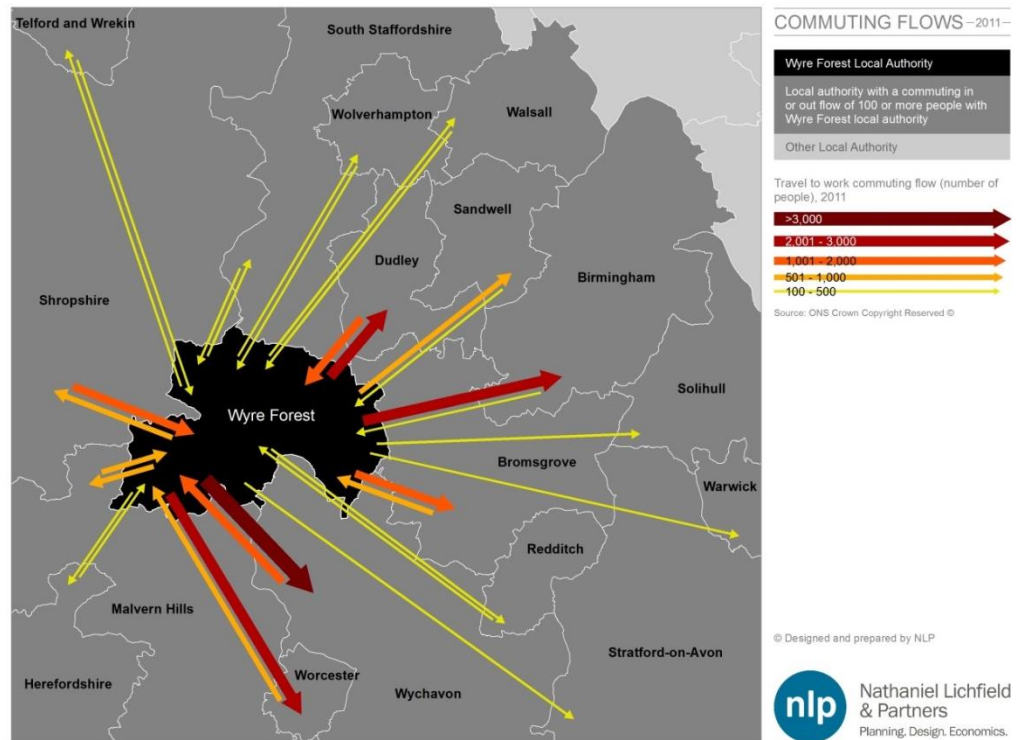 Telford and Wrekin
South Staffordshire
Wolverhampton
Walsall
Sandwell
Dudley
Birmingham
Shropshire
Solihull
Wyre Forest
Bromsgrove
Warwick
Redditch
Malvern Hills
Stratford-on-Avon
Herefordshire
Worcester
Wychavon
COMMUTING FLOWS –2011–
Wyre Forest Local Authority
Local authority with a commuting in
or out flow of 100 or more people with
Wyre Forest local authority
Other Local Authority
Travel to work commuting flow (number of
people), 2011
>3,000
2,001 - 3,000
1,001 - 2,000
501 - 1,000
100 - 500
Source: ONS Crown Copyright Reserved ©
© Designed and prepared by NLP
nlp
Nathaniel Lichfield
& Partners
Planning. Design. Economics.